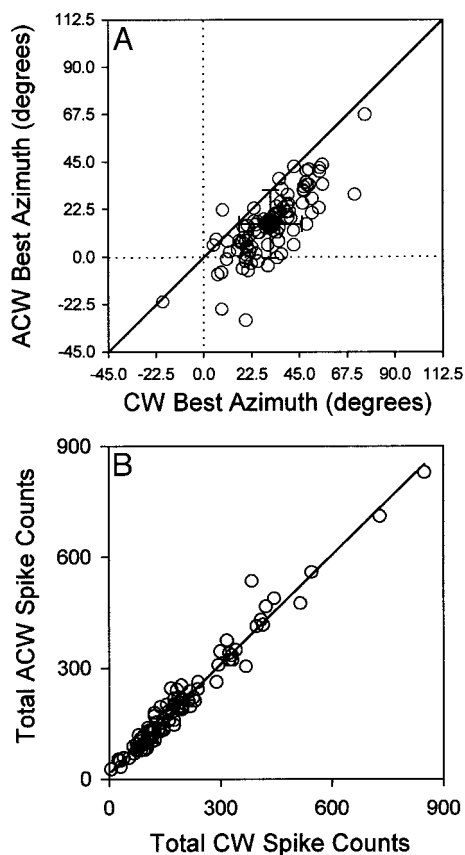 A
ACW Best Azimuth (degrees)
112.5
90.0
67.5
45.0
22.5
0.0
-22.5
-45.0
-45.0 -22.5 0.0 22.5 45.0 67.5 90.0 112.5
CW Best Azimuth (degrees)
B
Total ACW Spike Counts
900
600
300
0
0 300 600 900
Total CW Spike Counts